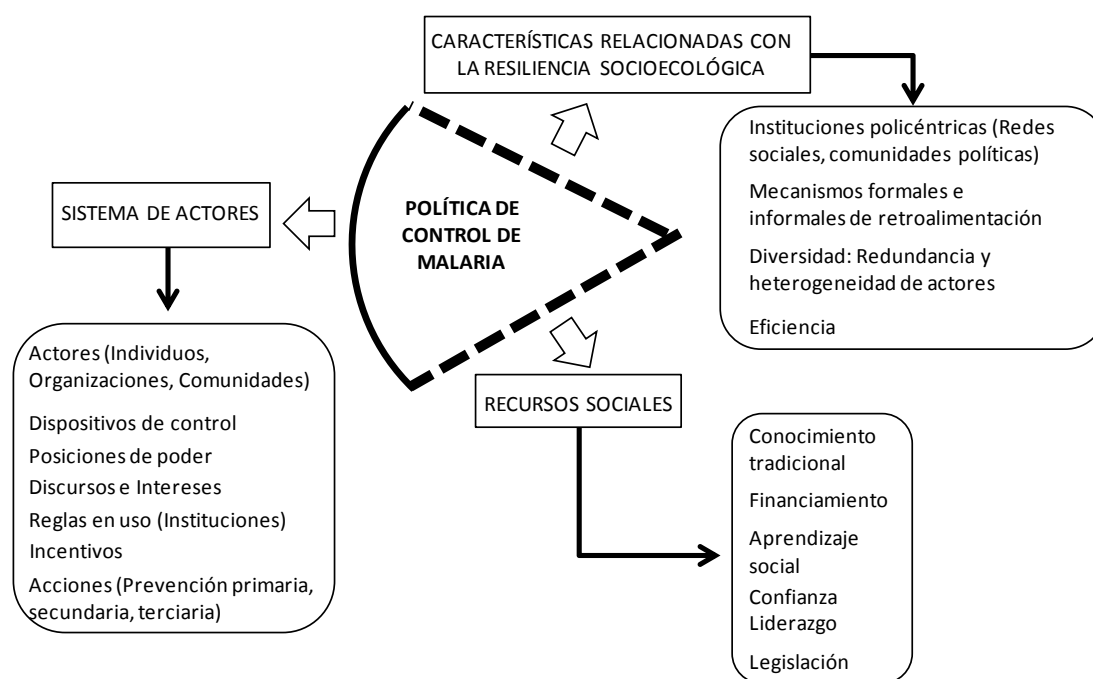 CARACTERÍSTICAS RELACIONADAS CON
LA RESILIENCIA SOCIOECOLÓGICA
Instituciones policéntricas (Redes
sociales, comunidades políticas)
Mecanismos formales e
informales de retroalimentación
Diversidad: Redundancia y
heterogeneidad de actores
Eficiencia
SISTEMA DE ACTORES
POLÍTICA DE
CONTROL DE
MALARIA
Actores (Individuos,
Organizaciones, Comunidades)
Dispositivos de control
Posiciones de poder
Discursos e Intereses
Reglas en uso (Instituciones)
Incentivos
Acciones (Prevención primaria,
secundaria, terciaria)
RECURSOS SOCIALES
Conocimiento
tradicional
Financiamiento
Aprendizaje
social
Confianza
Liderazgo
Legislación